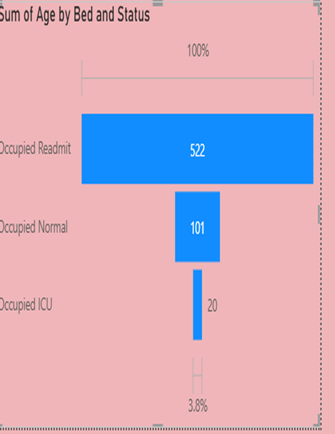 Sum of Age by Bed and Status
100%
Occupied Readmit
522
Occupied Normal
101
Occupied ICU
20
3.8%